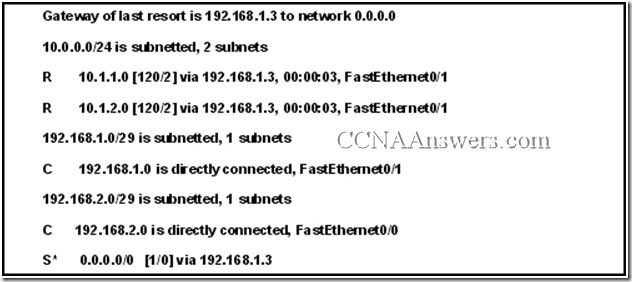 Gateway of last resort is 192.168.1.3 to network 0.0.0.0
10.0.0.0/24 is subnetted, 2 subnets
R 10.1.1.0 [120/2] via 192.168.1.3, 00:00:03, FastEthernet0/1
R 10.1.2.0 [120/2] via 192.168.1.3, 00:00:03, FastEthernet0/1
192.168.1.0/29 is subnetted, 1 subnets
CCNAAnswers.com
C 192.168.1.0 is directly connected, FastEthernet0/1
192.168.2.0/29 is subnetted, 1 subnets
C 192.168.2.0 is directly connected, FastEthernet0/0
S* 0.0.0.0/0 [1/0] via 192.168.1.3